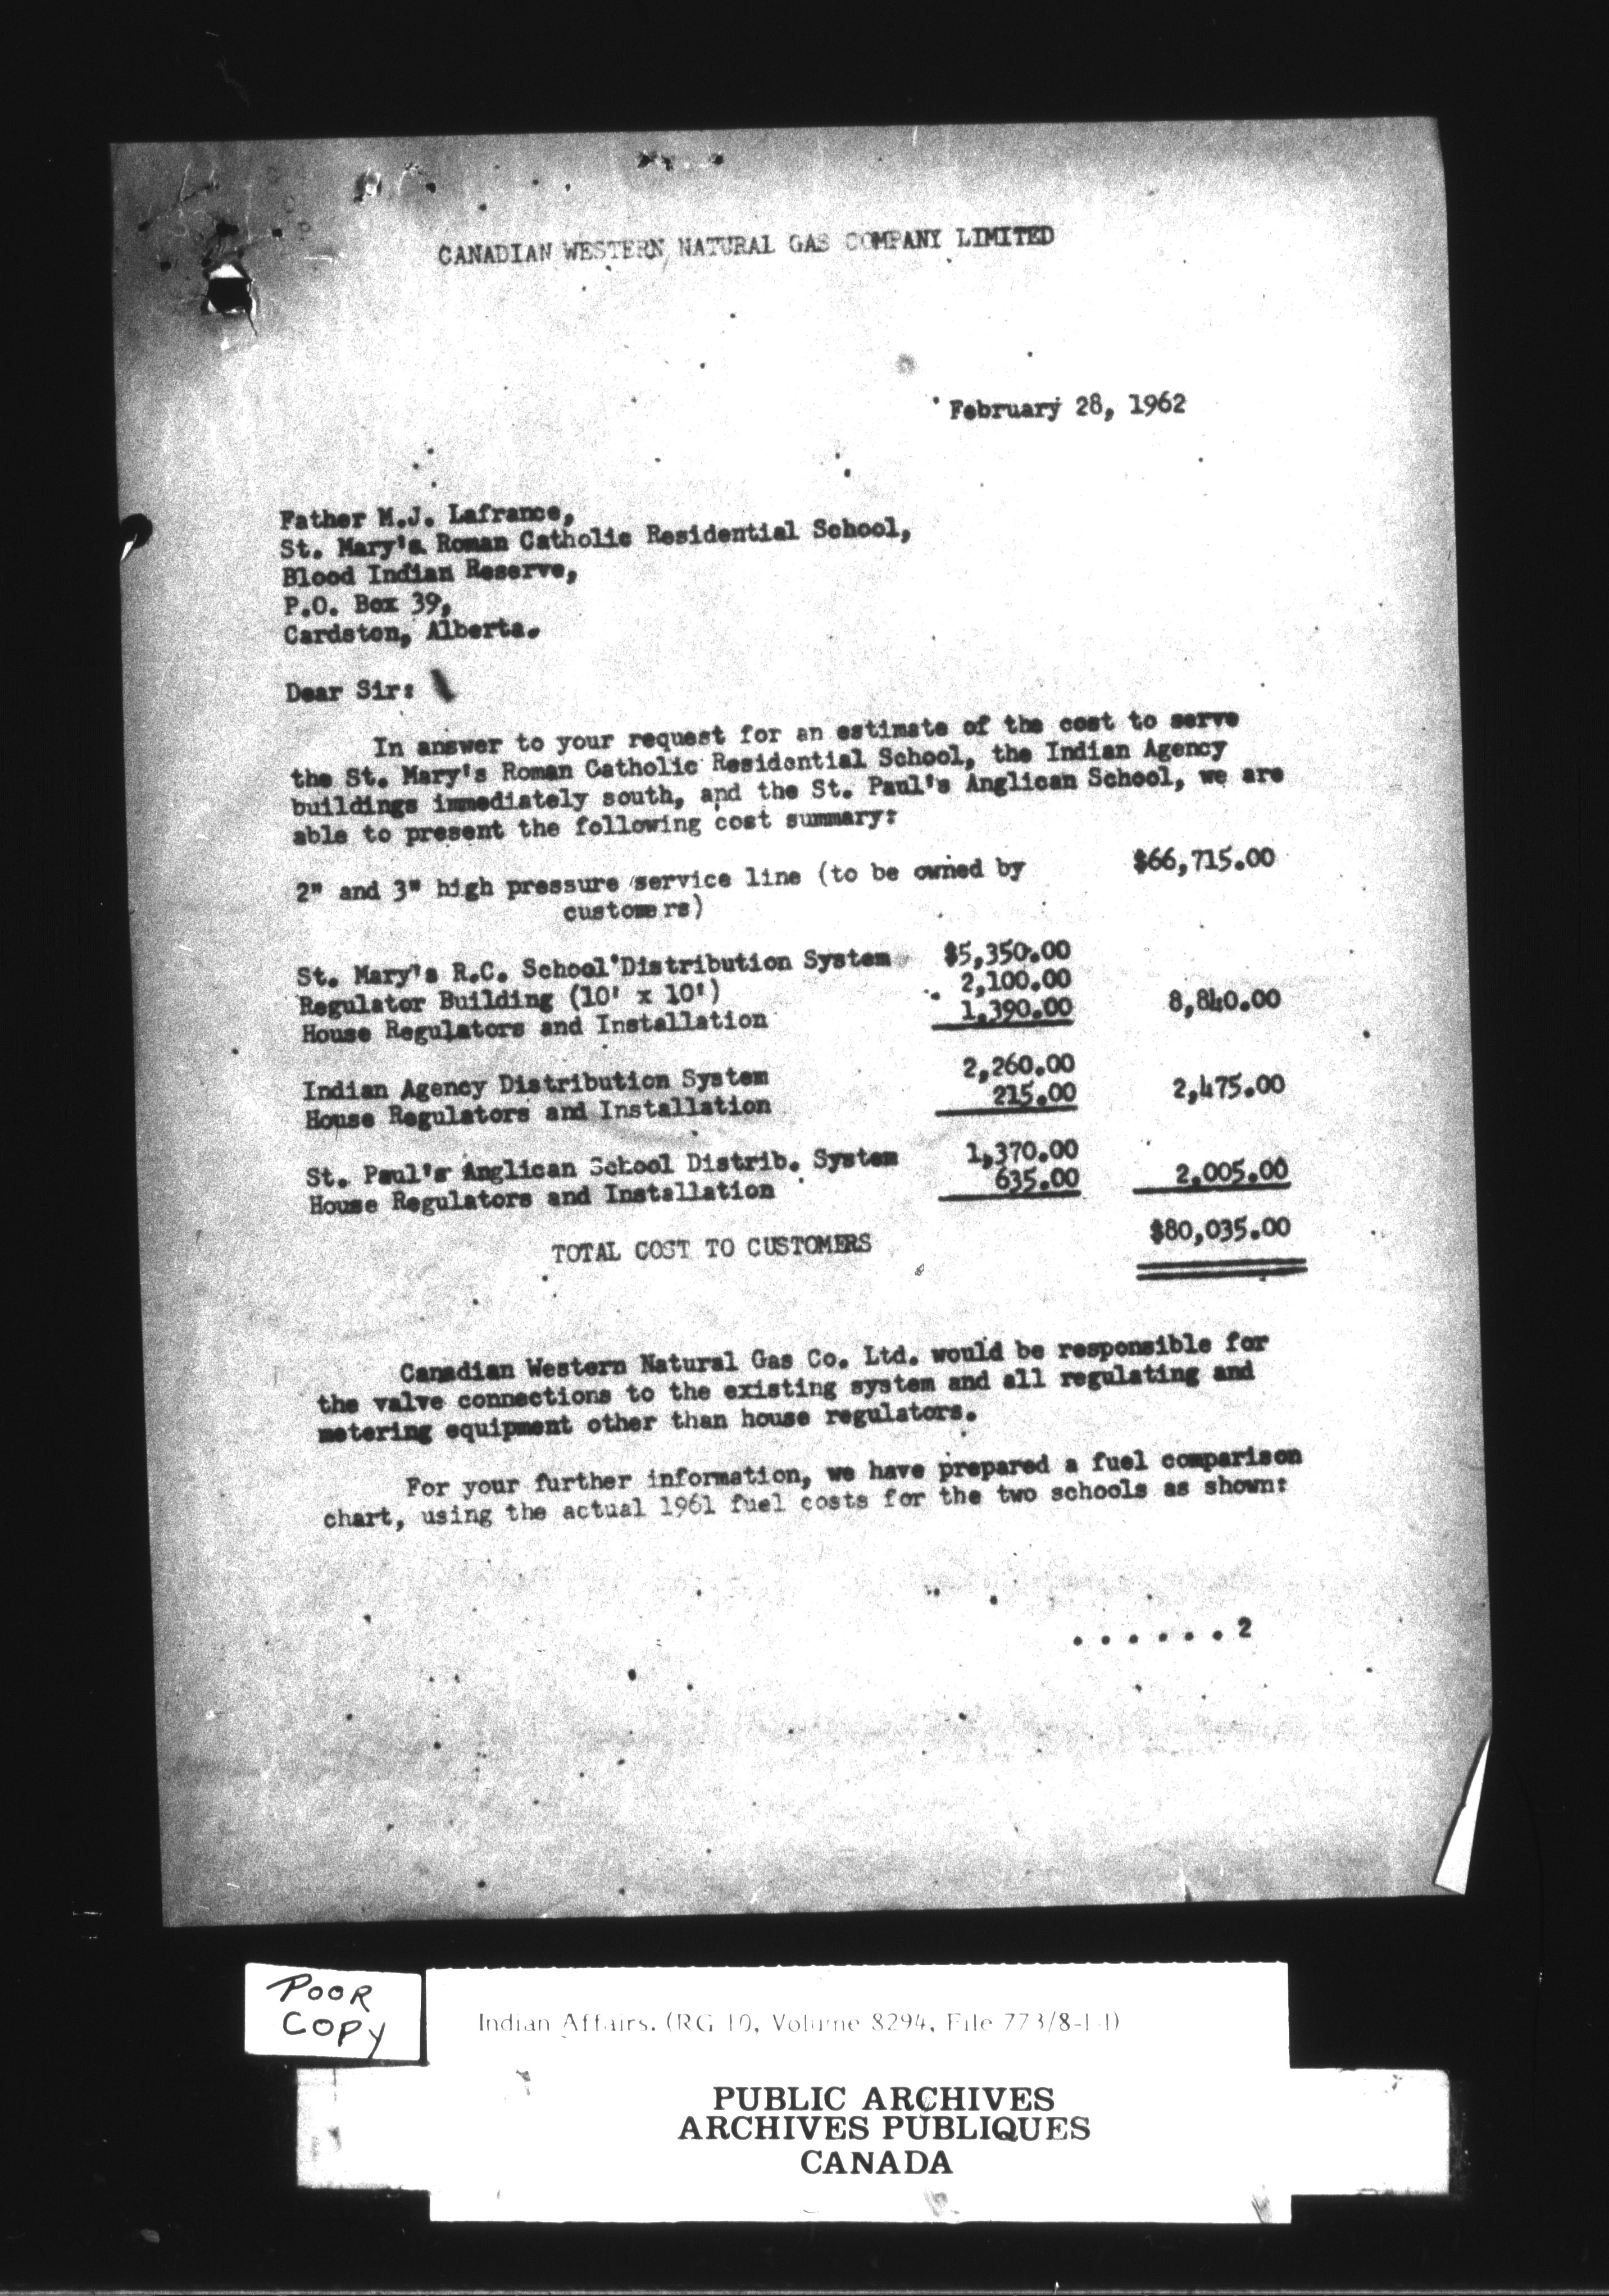 CANADIAN WESTERN NATURAL GAS COMPANY LIMITED
February 28, 1962
Father M.J. Lafrance,
St. Mary's Roman Catholic Residential School,
Blood Indian Reserve,
P.O. Box 39,
Cardston, Alberta.
Dear Sir:
In answer to your request for an estimate of the cost to serve
the St. Mary's Roman Catholic Residential School, the Indian Agency
buildings immediately south, and the St. Paul's Anglican School, we are
able to present the following cost summary:
2" and 3" high pressure service line (to be owned by $66,715.00
customers)
St. Mary's R.C. School Distribution System $5,350.00
Regulator Building (10' x 10') 2,100.00
House Regulators and Installation 1,390.00 8,840.00
Indian Agency Distribution System 2,260.00
House Regulators and Installation 215.00 2,475.00
St. Paul's Anglican School Distrib. System 1,370.00
House Regulators and Installation 635.00 2,005.00
TOTAL COST TO CUSTOMERS $80,035.00
Canadian Western Natural Gas Co. Ltd. would be responsible for
the valve connections to the existing system and all regulating and
metering equipment other than house regulators.
For your further information, we have prepared a fuel comparison
chart, using the actual 1961 fuel costs for the two schools as shown:
. . . . . . 2
POOR
COPY
Indian Affairs. (RG 10, Volume 8294, File 773/8-1-1)
PUBLIC ARCHIVES
ARCHIVES PUBLIQUES
CANADA